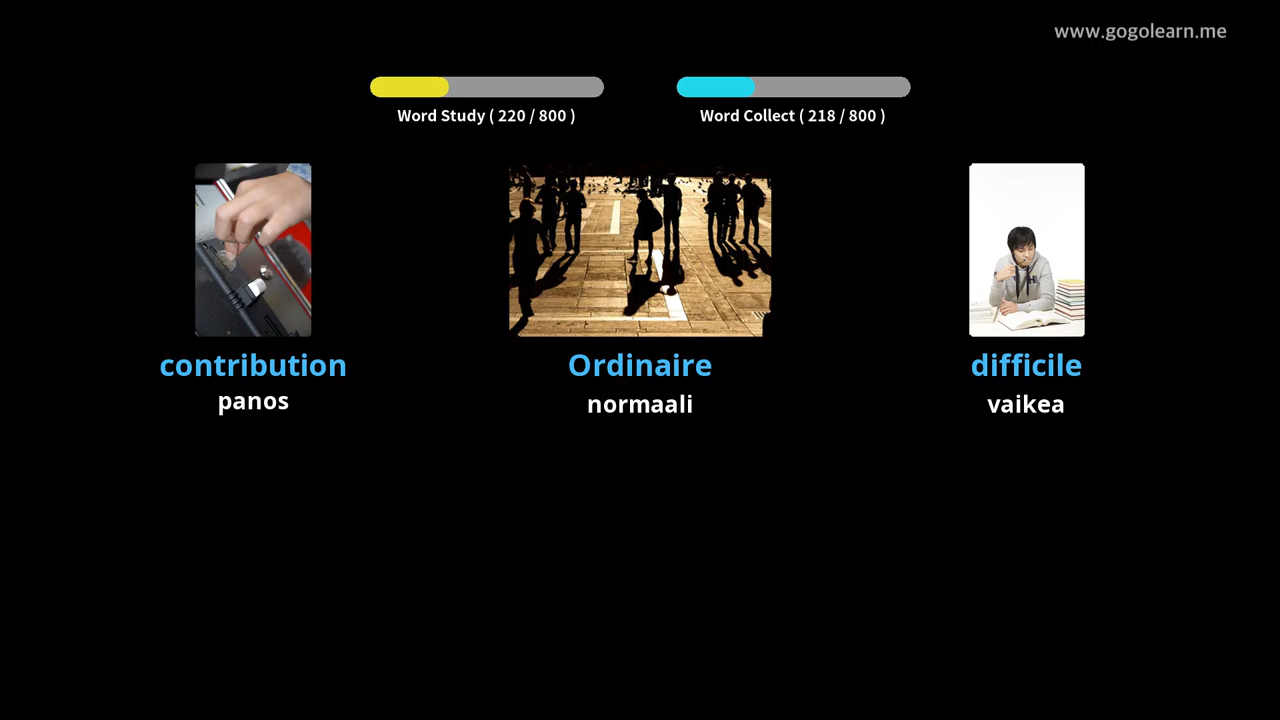 www.gogolearn.me
Word Study ( 220 / 800 )
Word Collect ( 218 / 800 )
contribution
panos
Ordinaire
normaali
difficile
vaikea